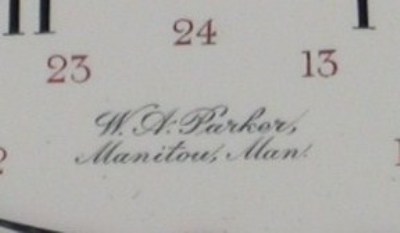 24
23
13
W. A. Parker,
Manitou, Man.